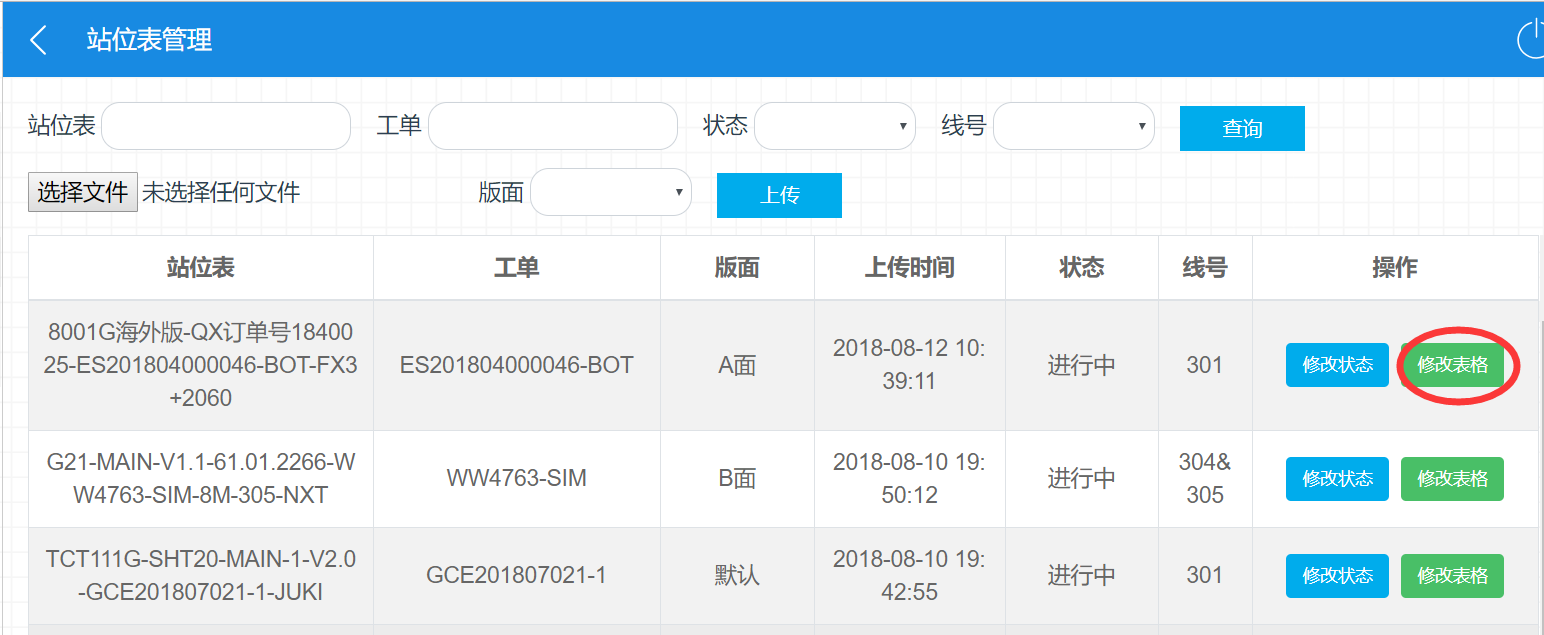 站位表管理
站位表 工单 状态 线号 查询
选择文件 未选择任何文件 版面 上传
站位表 工单 版面 上传时间 状态 线号 操作
8001G海外版-QX订单号18400
25-ES201804000046-BOT-FX3
+2060
ES201804000046-BOT
A面
2018-08-12 10:
39:11
进行中
301
修改状态 修改表格
G21-MAIN-V1.1-61.01.2266-W
W4763-SIM-8M-305-NXT
WW4763-SIM
B面
2018-08-10 19:
50:12
进行中
304&
305
修改状态 修改表格
TCT111G-SHT20-MAIN-1-V2.0
-GCE201807021-1-JUKI
GCE201807021-1
默认
2018-08-10 19:
42:55
进行中
301
修改状态 修改表格